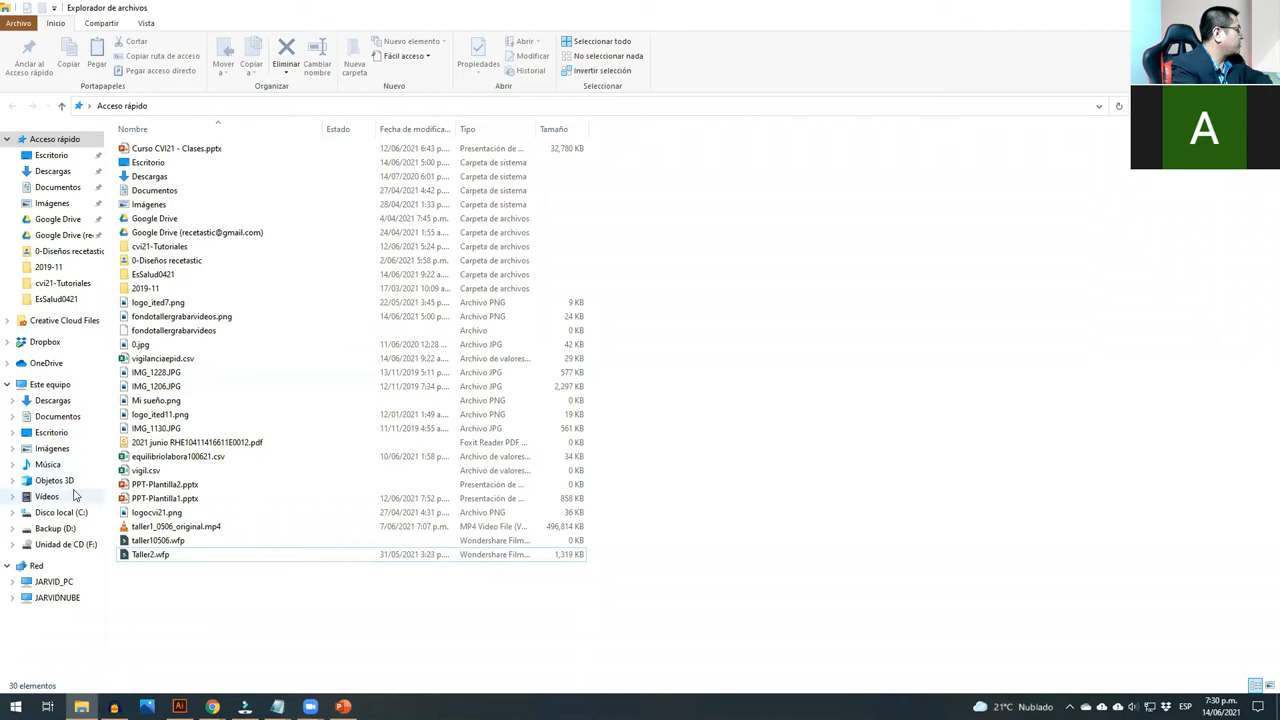 Explorador de archivos
Archivo Inicio Compartir Vista
Anclar al Acceso rápido
Copiar
Pegar
Cortar
Copiar ruta de acceso
Pegar acceso directo
Portapapeles
Mover a
Copiar a
Eliminar
Cambiar nombre
Organizar
Nueva carpeta
Nuevo elemento
Fácil acceso
Nuevo
Propiedades
Abrir
Modificar
Historial
Abrir
Seleccionar todo
No seleccionar nada
Invertir selección
Seleccionar
Acceso rápido
Nombre Estado Fecha de modifica... Tipo Tamaño
Acceso rápido
Escritorio
Descargas
Documentos
Imágenes
Google Drive
Google Drive (re
0-Diseños recetastic
2019-11
cvi21-Tutoriales
EsSalud0421
Creative Cloud Files
Dropbox
OneDrive
Este equipo
Descargas
Documentos
Escritorio
Imágenes
Música
Objetos 3D
Vídeos
Disco local (C:)
Backup (D:)
Unidad de CD (F:)
Red
JARVID_PC
JARVIDNUBE
Curso CVI21 - Clases.pptx 12/06/2021 6:43 p.... Presentación de ... 32,780 KB
Escritorio 14/06/2021 5:00 p.... Carpeta de sistema
Descargas 14/07/2020 6:01 p.... Carpeta de sistema
Documentos 27/04/2021 4:42 p.... Carpeta de sistema
Imágenes 28/04/2021 1:33 p.... Carpeta de sistema
Google Drive 4/04/2021 7:45 p.m. Carpeta de archivos
Google Drive (recetastic@gmail.com) 24/04/2021 1:55 a.... Carpeta de archivos
cvi21-Tutoriales 12/06/2021 5:24 p.... Carpeta de archivos
0-Diseños recetastic 2/06/2021 5:58 p.m. Carpeta de archivos
EsSalud0421 14/06/2021 9:22 a.... Carpeta de archivos
2019-11 17/03/2021 10:09 a... Carpeta de archivos
logo_ited7.png 22/05/2021 3:45 p.... Archivo PNG 9 KB
fondotallergrabarvideos.png 14/06/2021 5:00 p.... Archivo PNG 24 KB
fondotallergrabarvideos Archivo 0 KB
0.jpg 11/06/2020 12:28 ... Archivo JPG 42 KB
vigilanciaepid.csv 14/06/2021 9:22 a.... Archivo de valores... 29 KB
IMG_1228.JPG 13/11/2019 5:11 p.... Archivo JPG 577 KB
IMG_1206.JPG 12/11/2019 7:34 p.... Archivo JPG 2,297 KB
Mi sueño.png Archivo PNG 0 KB
logo_ited11.png 12/01/2021 1:49 a.... Archivo PNG 19 KB
IMG_1130.JPG 11/11/2019 4:55 a.... Archivo JPG 561 KB
2021 junio RHE10411416611E0012.pdf Foxit Reader PDF ... 0 KB
equilibriolabora100621.csv 10/06/2021 1:58 p.... Archivo de valores... 34 KB
vigil.csv Archivo de valores... 0 KB
PPT-Plantilla2.pptx Presentación de ... 0 KB
PPT-Plantilla1.pptx 12/06/2021 7:52 p.... Presentación de ... 858 KB
logocvi21.png 27/04/2021 2:40 p.... Archivo PNG 36 KB
taller1_0506_original.mp4 7/06/2021 7:07 p.m. MP4 Video File (V... 496,814 KB
taller10506.wfp Wondershare Film... 0 KB
Taller2.wfp 31/05/2021 3:23 p.... Wondershare Film... 1,319 KB
30 elementos
A
Ai
21°C Nublado
ESP
7:30 p.m.
14/06/2021